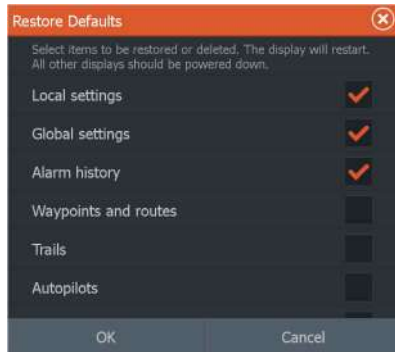 Restore Defaults
Select items to be restored or deleted. The display will restart.
All other displays should be powered down.
Local settings
Global settings
Alarm history
Waypoints and routes
Trails
Autopilots
OK Cancel